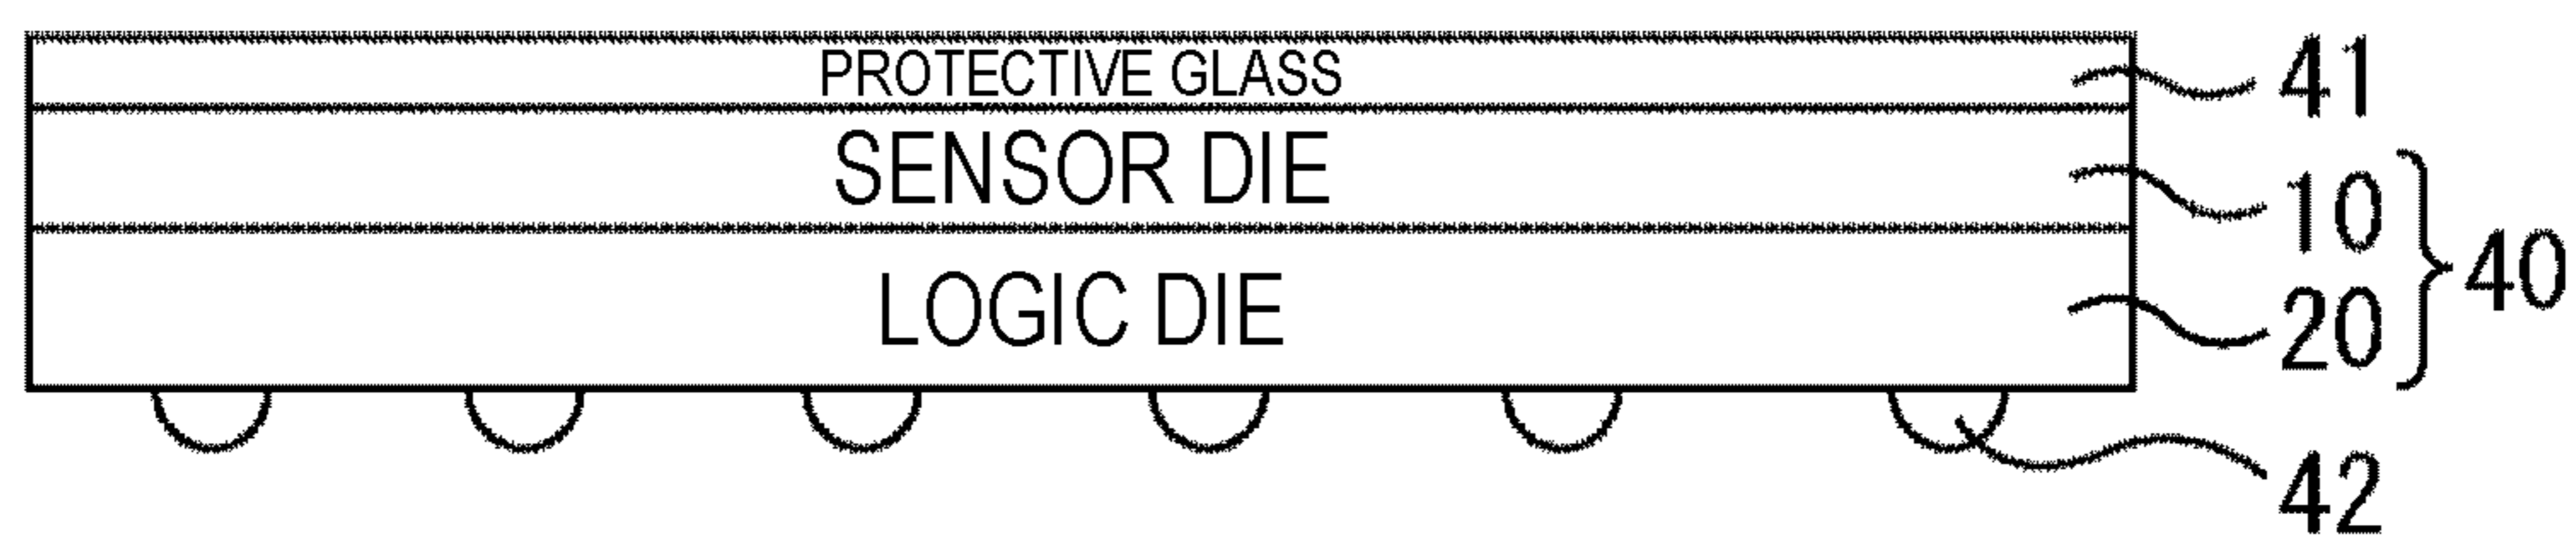 PROTECTIVE GLASS 41
SENSOR DIE 10
40
LOGIC DIE 20
42